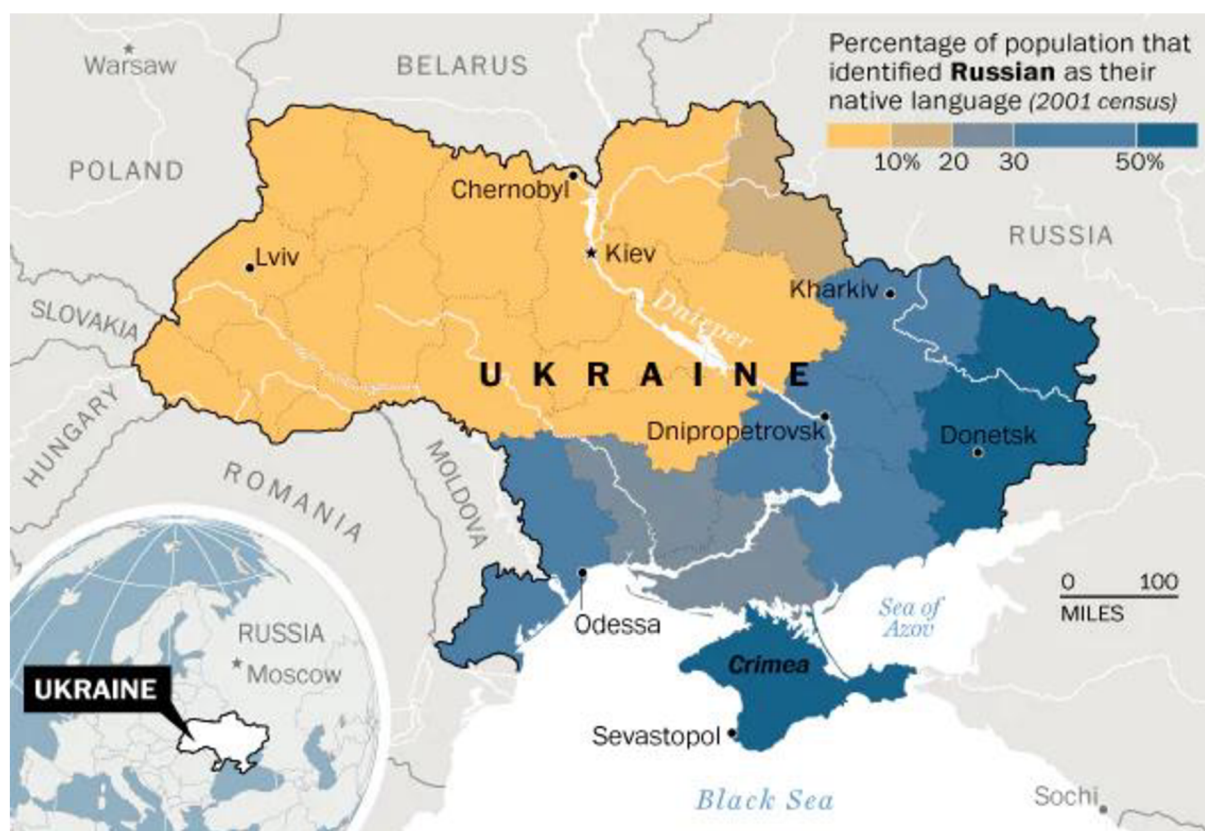 Percentage of population that
identified Russian as their
native language (2001 census)
10% 20 30 50%
Warsaw
BELARUS
POLAND
Chernobyl
RUSSIA
Lviv
Kiev
Kharkiv
Dnieper
SLOVAKIA
UKRAINE
HUNGARY
Dnipropetrovsk
Donetsk
MOLDOVA
ROMANIA
0 100
MILES
Sea of
Azov
Odessa
RUSSIA
Moscow
Crimea
UKRAINE
Sevastopol
Black Sea
Sochi